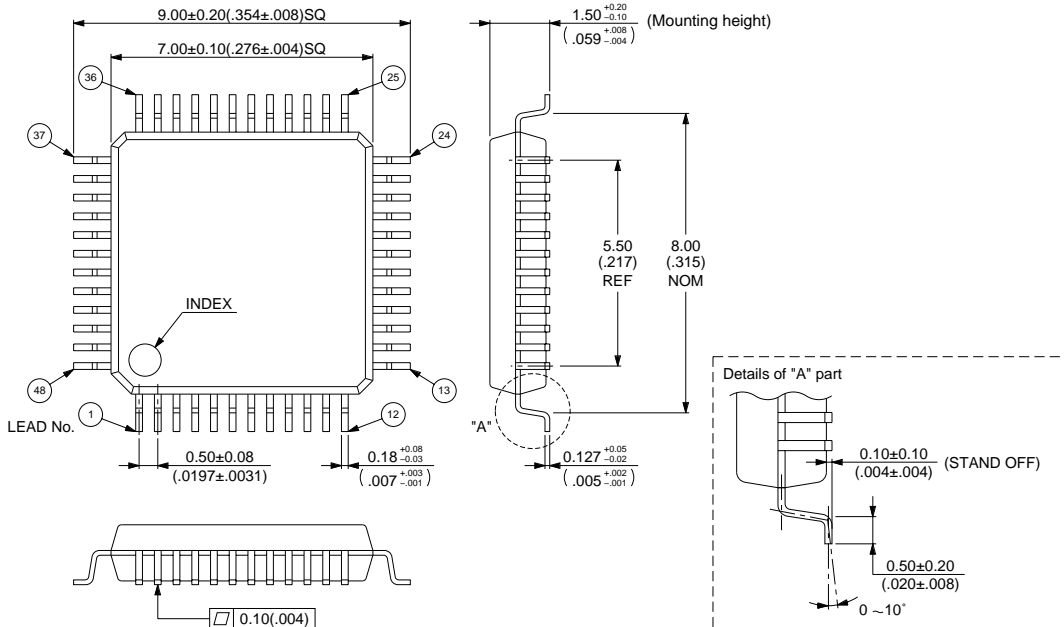 9.00±0.20(.354±.008)SQ
7.00±0.10(.276±.004)SQ
1.50 +0.20 -0.10 (Mounting height)
(.059 +.008 -.004)
36
25
37
24
5.50
(.217)
REF
8.00
(.315)
NOM
INDEX
48
13
LEAD No.
1
12
"A"
0.50±0.08
(.0197±.0031)
0.18 +0.08 -0.03
(.007 +.003 -.001)
0.127 +0.05 -0.02
(.005 +.002 -.001)
0.10(.004)
Details of "A" part
0.10±0.10 (STAND OFF)
(.004±.004)
0.50±0.20
(.020±.008)
0 ~10°